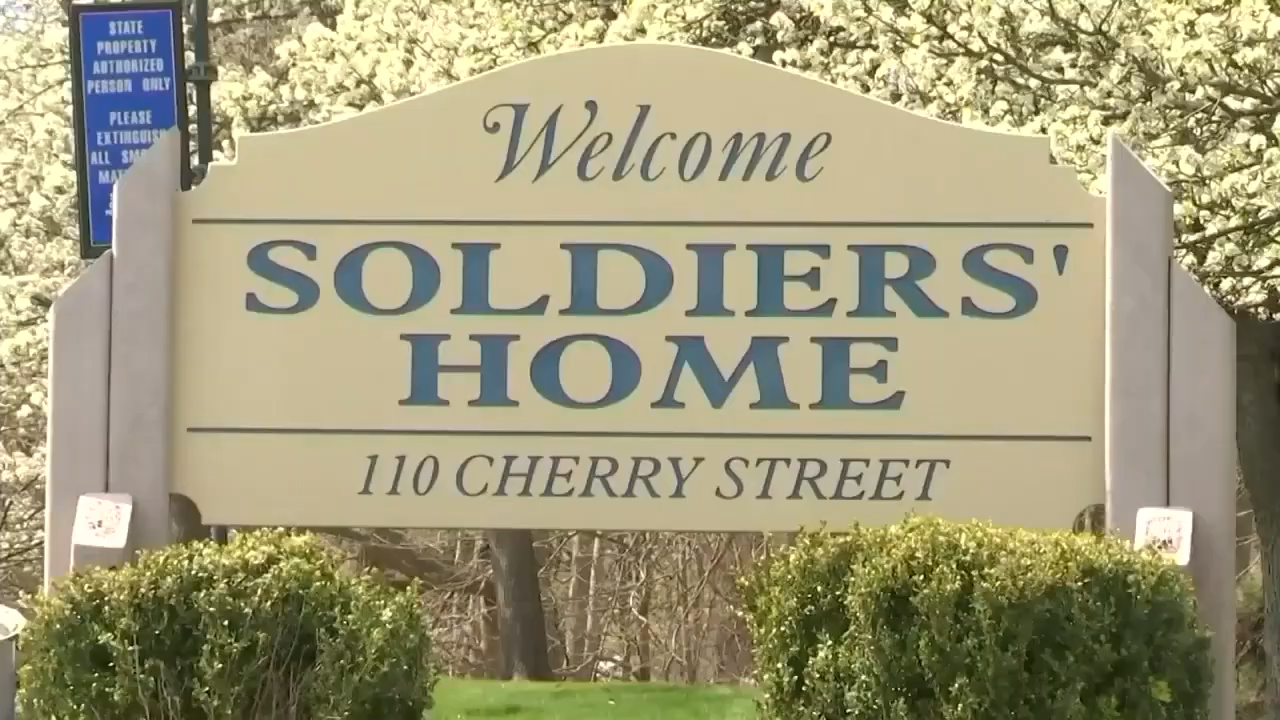 STATE
PROPERTY
AUTHORIZED
PERSON ONLY
PLEASE
ALL
Welcome
SOLDIERS'
HOME
110 CHERRY STREET